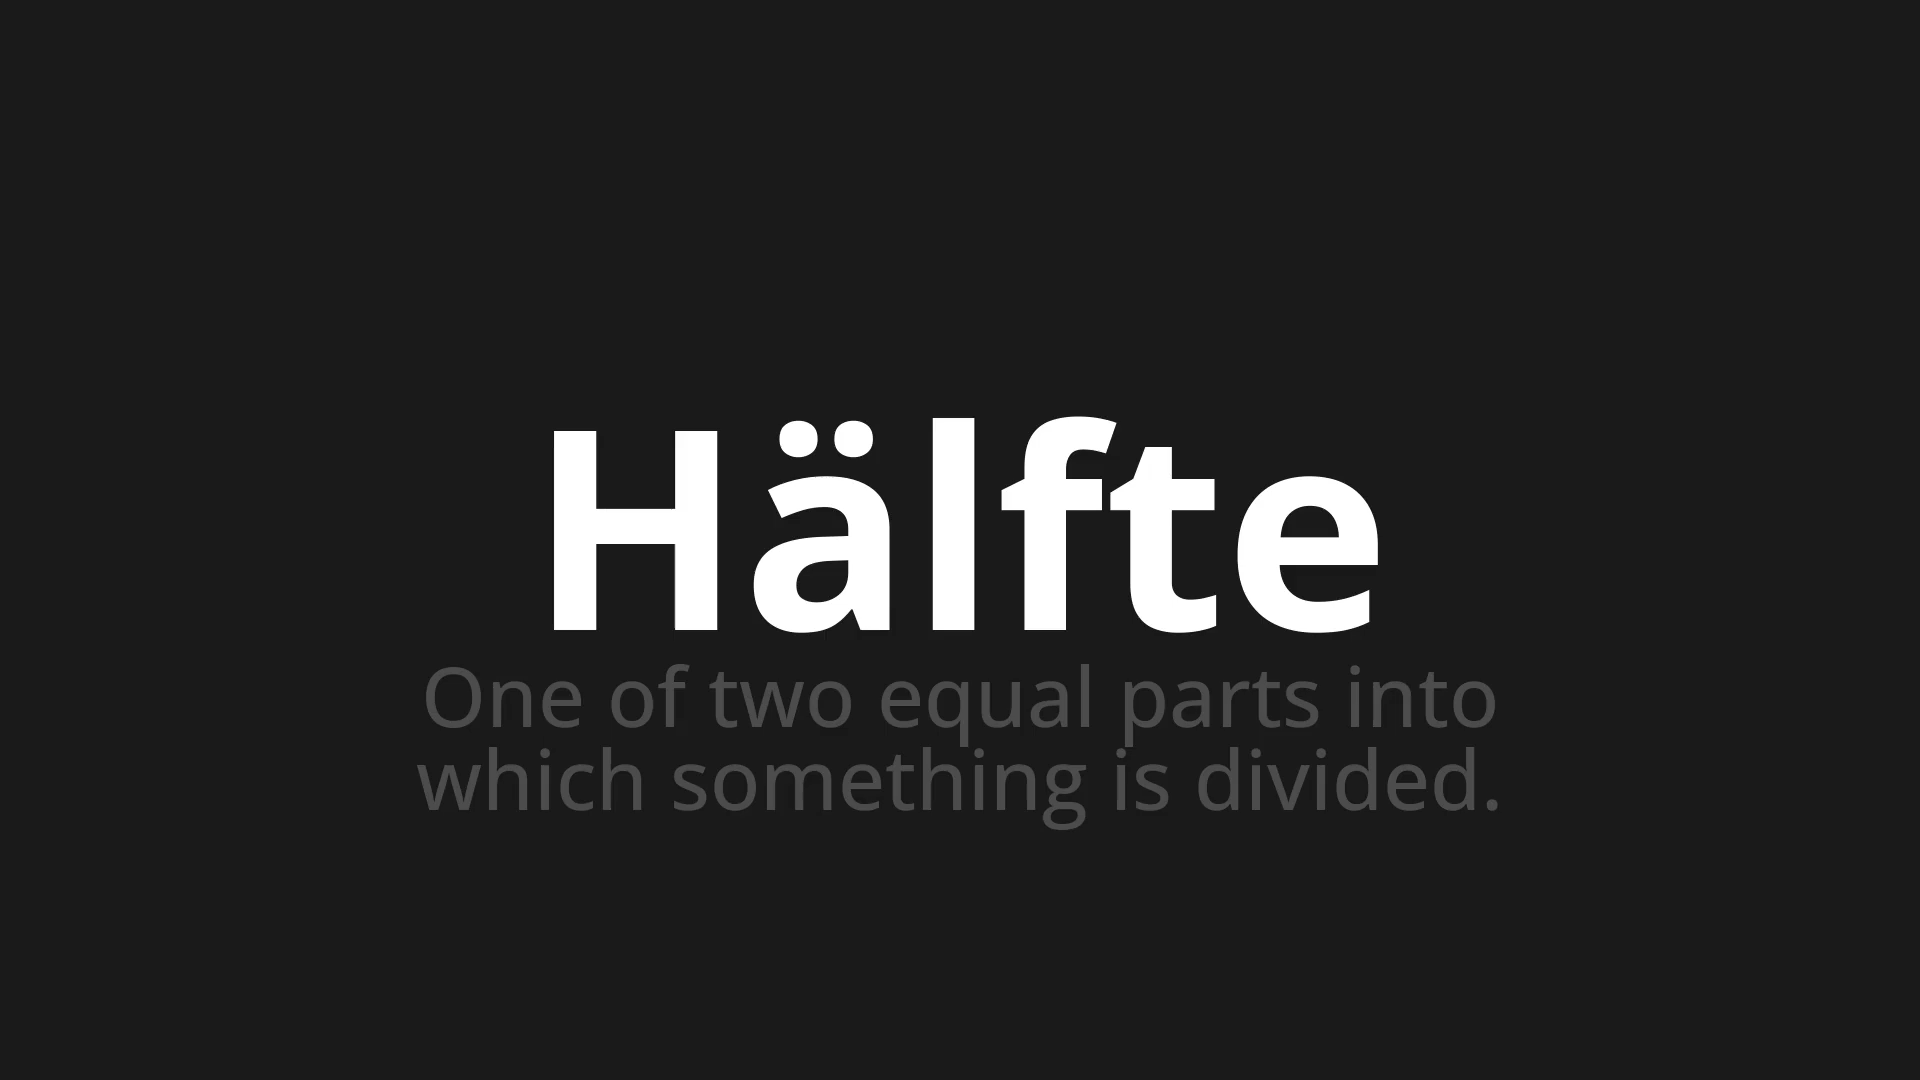 Hälfte
One of two equal parts into
which something is divided.